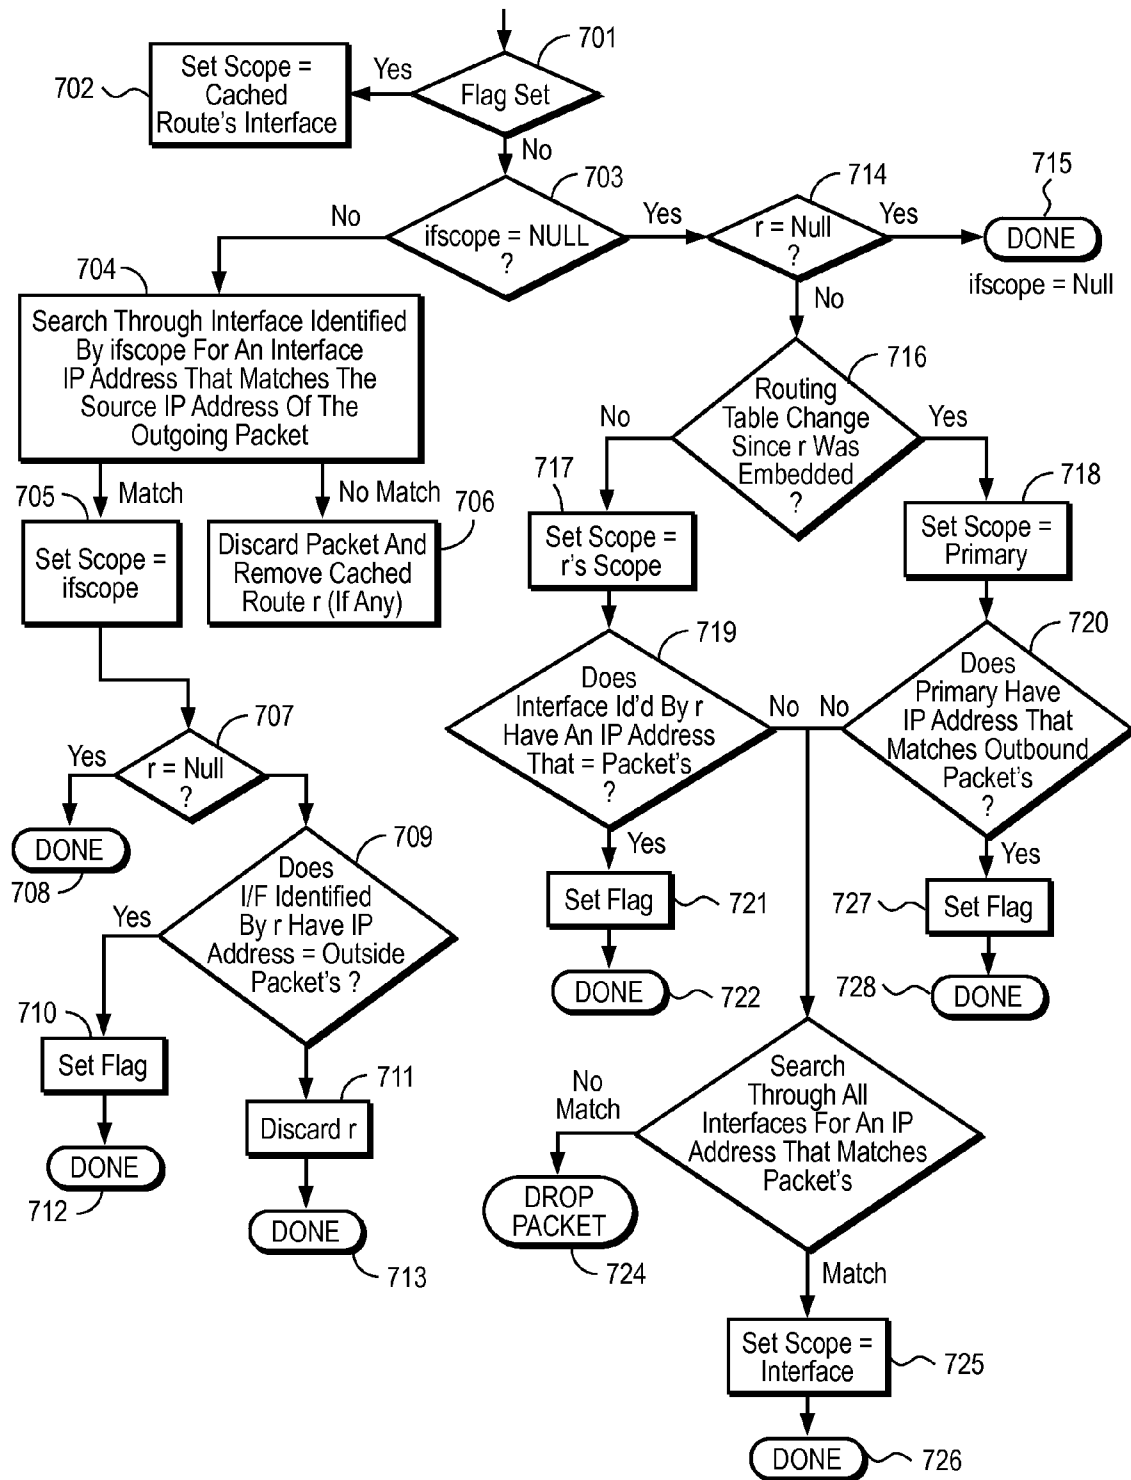 701
Flag Set
Yes
702
Set Scope =
Cached
Route's Interface
No
703
ifscope = NULL
?
No
Yes
714
r = Null
?
Yes
715
DONE
ifscope = Null
No
704
Search Through Interface Identified
By ifscope For An Interface
IP Address That Matches The
Source IP Address Of The
Outgoing Packet
Match
No Match
705
Set Scope =
ifscope
706
Discard Packet And
Remove Cached
Route r (If Any)
716
Routing
Table Change
Since r Was
Embedded
?
No
Yes
717
Set Scope =
r's Scope
718
Set Scope =
Primary
719
Does
Interface Id'd By r
Have An IP Address
That = Packet's
?
No
No
720
Does
Primary Have
IP Address That
Matches Outbound
Packet's
?
707
r = Null
?
Yes
DONE
708
709
Does
I/F Identified
By r Have IP
Address = Outside
Packet's ?
Yes
710
Set Flag
DONE
712
711
Discard r
DONE
713
Yes
Set Flag
721
DONE
722
Yes
727
Set Flag
728
DONE
Search
Through All
Interfaces For An IP
Address That Matches
Packet's
No
Match
DROP
PACKET
724
Match
Set Scope =
Interface
725
DONE
726